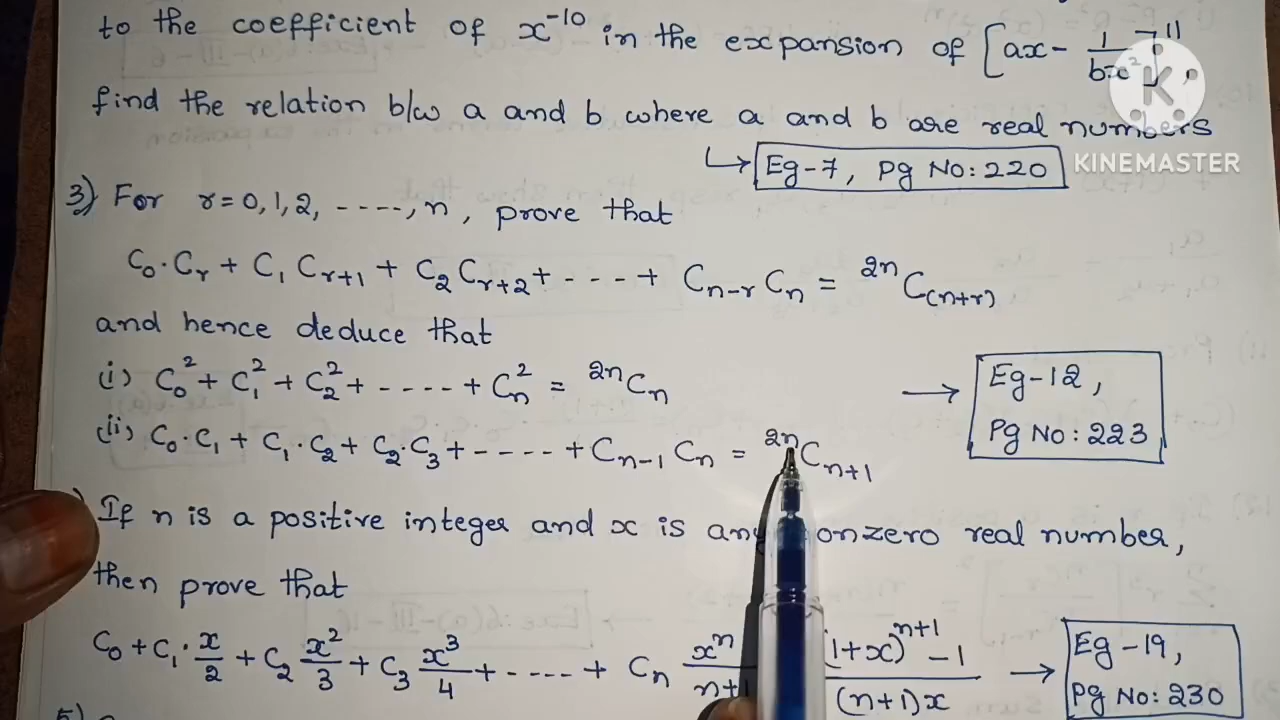 to the coefficient of x⁻¹⁰ in the expansion of [ax - 1/bx²]¹¹,
find the relation b/w a and b where a and b are real numbers
↳ Eg-7, Pg No: 220
KINEMASTER
3) For r = 0, 1, 2, ----, n, prove that
C₀·Cᵣ + C₁ Cᵣ₊₁ + C₂ Cᵣ₊₂ + ---- + Cₙ₋ᵣ Cₙ = ²ⁿC₍ₙ₊ᵣ₎
and hence deduce that
(i) C₀² + C₁² + C₂² + ---- + Cₙ² = ²ⁿCₙ
→ Eg-12,
Pg No: 223
(ii) C₀·C₁ + C₁·C₂ + C₂·C₃ + ----- + Cₙ₋₁ Cₙ = ²ⁿCₙ₊₁
) If n is a positive integer and x is any onzero real number,
then prove that
C₀ + C₁·x/2 + C₂ x²/3 + C₃ x³/4 + ---- + Cₙ xⁿ/n+1 (1+x)ⁿ⁺¹ - 1/(n+1)x
→ Eg-19,
Pg No: 230
5)